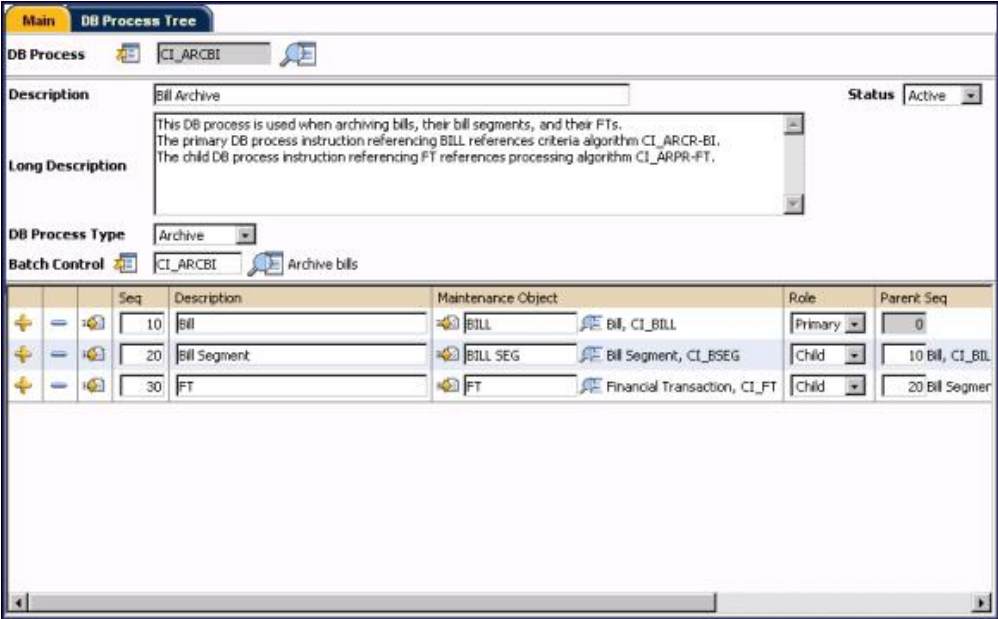 Main DB Process Tree
DB Process CI_ARCBI
Description Bill Archive Status Active
Long Description This DB process is used when archiving bills, their bill segments, and their FTs.
The primary DB process instruction referencing BILL references criteria algorithm CI_ARCR-BI.
The child DB process instruction referencing FT references processing algorithm CI_ARPR-FT.
DB Process Type Archive
Batch Control CI_ARCBI Archive bills
Seq Description Maintenance Object Role Parent Seq
10 Bill BILL Bill, CI_BILL Primary 0
20 Bill Segment BILL SEG Bill Segment, CI_BSEG Child 10 Bill, CI_BIL
30 FT FT Financial Transaction, CI_FT Child 20 Bill Segmer